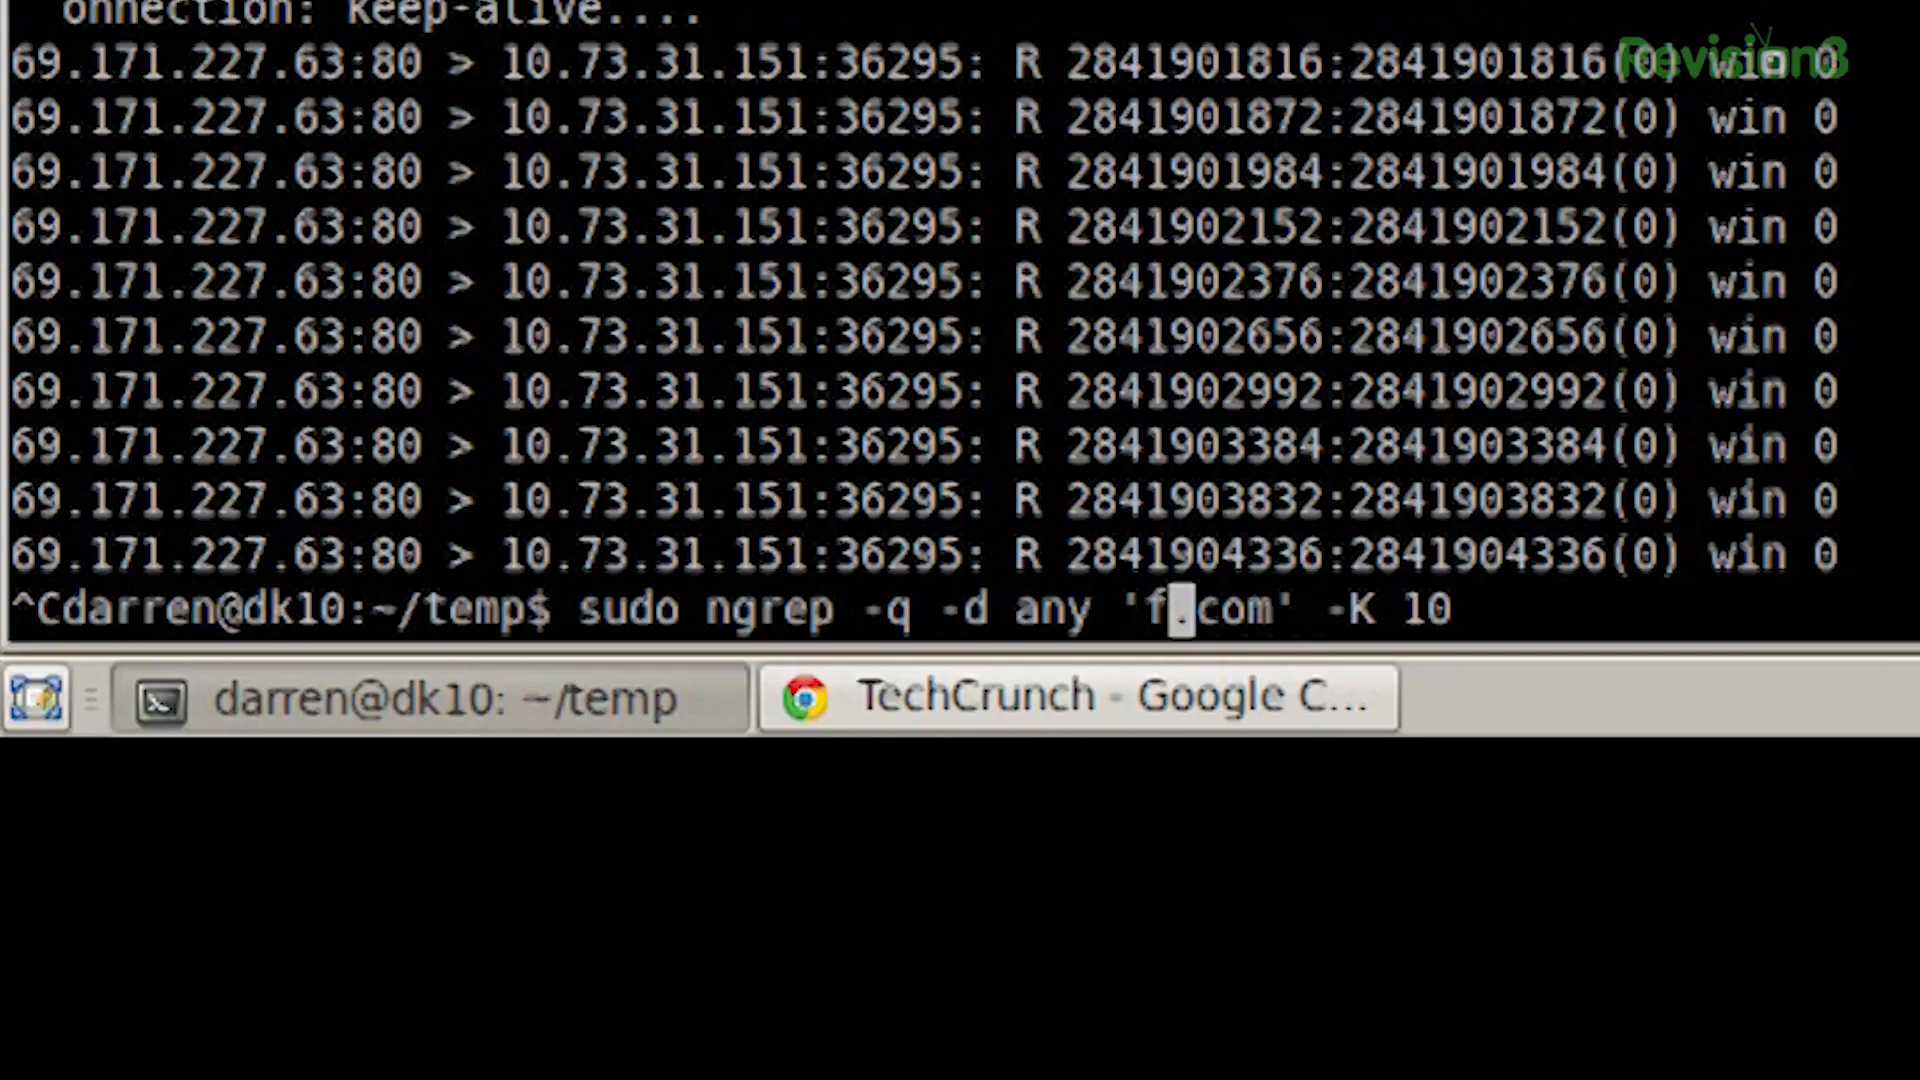 onnection: keep-alive....
69.171.227.63:80 > 10.73.31.151:36295: R 2841901816:2841901816(0) win 0
Revision3
69.171.227.63:80 > 10.73.31.151:36295: R 2841901872:2841901872(0) win 0
69.171.227.63:80 > 10.73.31.151:36295: R 2841901984:2841901984(0) win 0
69.171.227.63:80 > 10.73.31.151:36295: R 2841902152:2841902152(0) win 0
69.171.227.63:80 > 10.73.31.151:36295: R 2841902376:2841902376(0) win 0
69.171.227.63:80 > 10.73.31.151:36295: R 2841902656:2841902656(0) win 0
69.171.227.63:80 > 10.73.31.151:36295: R 2841902992:2841902992(0) win 0
69.171.227.63:80 > 10.73.31.151:36295: R 2841903384:2841903384(0) win 0
69.171.227.63:80 > 10.73.31.151:36295: R 2841903832:2841903832(0) win 0
69.171.227.63:80 > 10.73.31.151:36295: R 2841904336:2841904336(0) win 0
^Cdarren@dk10:~/temp$ sudo ngrep -q -d any 'f.com' -K 10
darren@dk10: ~/temp
TechCrunch - Google C...